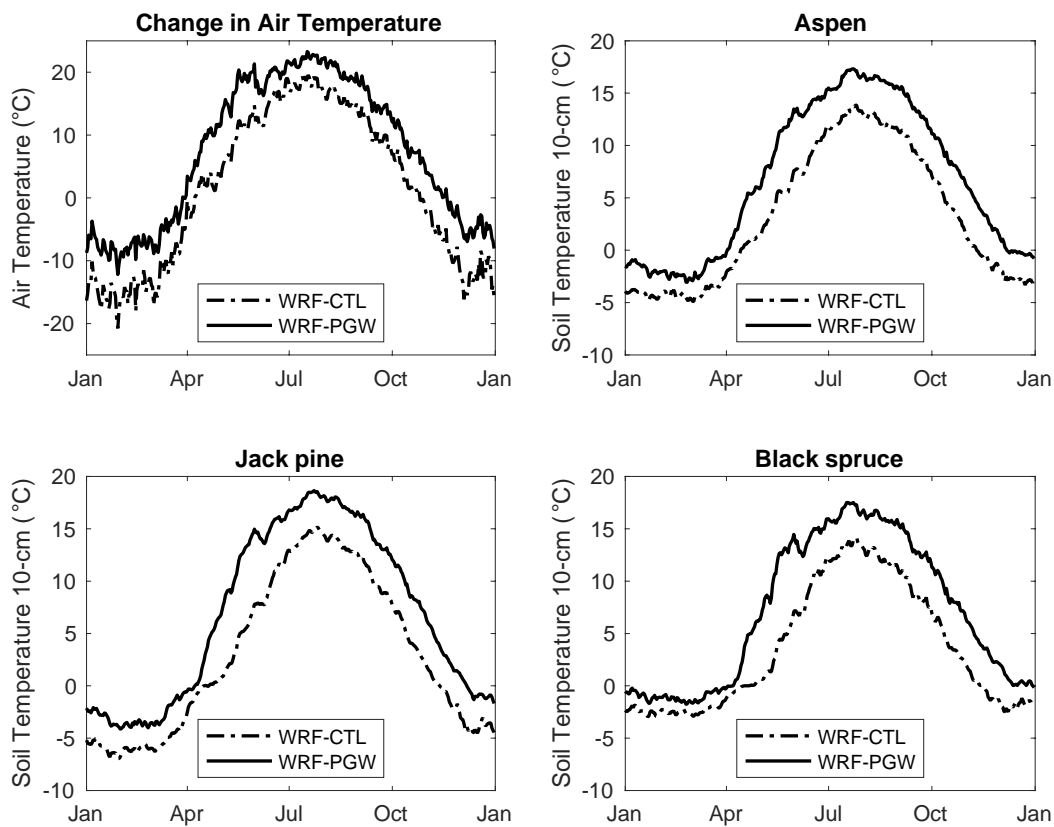 Change in Air Temperature
Air Temperature (°C)
20
10
0
-10
-20
WRF-CTL
WRF-PGW
Jan Apr Jul Oct Jan
Aspen
Soil Temperature 10-cm ( °C)
20
15
10
5
0
-5
-10
WRF-CTL
WRF-PGW
Jan Apr Jul Oct Jan
Jack pine
Soil Temperature 10-cm ( °C)
20
15
10
5
0
-5
-10
WRF-CTL
WRF-PGW
Jan Apr Jul Oct Jan
Black spruce
Soil Temperature 10-cm ( °C)
20
15
10
5
0
-5
-10
WRF-CTL
WRF-PGW
Jan Apr Jul Oct Jan